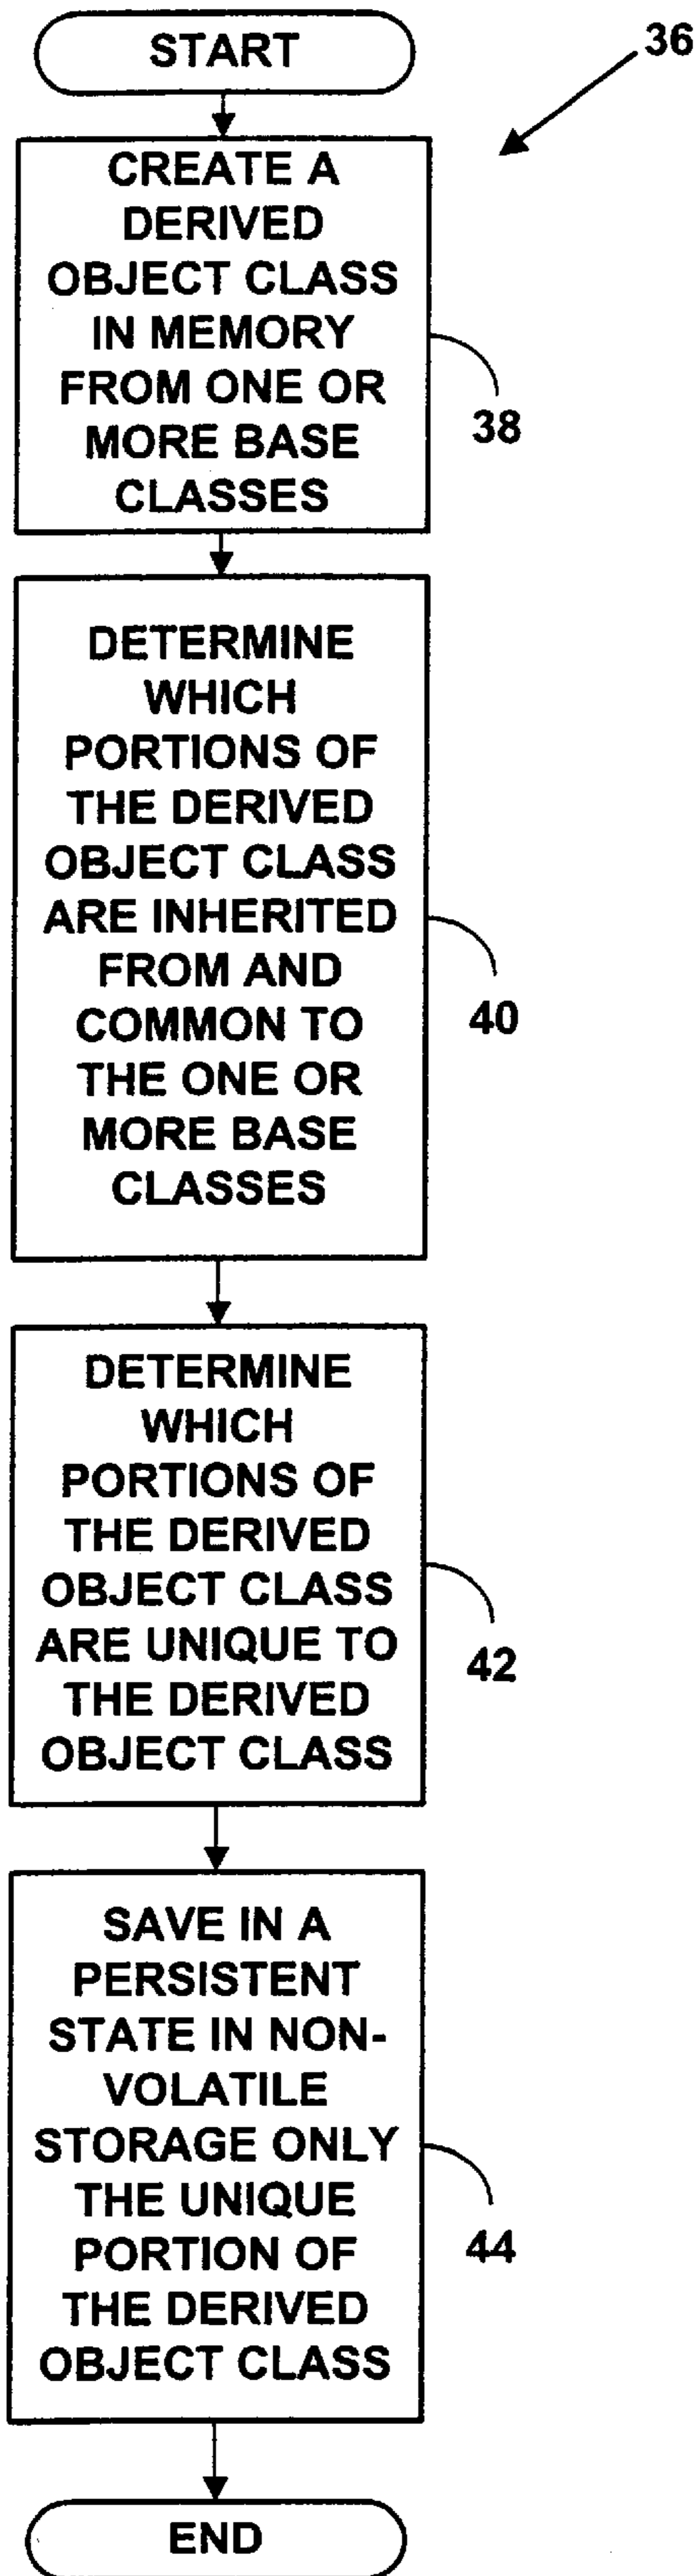 START
36
CREATE A
DERIVED
OBJECT CLASS
IN MEMORY
FROM ONE OR
MORE BASE
CLASSES
38
DETERMINE
WHICH
PORTIONS OF
THE DERIVED
OBJECT CLASS
ARE INHERITED
FROM AND
COMMON TO
THE ONE OR
MORE BASE
CLASSES
40
DETERMINE
WHICH
PORTIONS OF
THE DERIVED
OBJECT CLASS
ARE UNIQUE TO
THE DERIVED
OBJECT CLASS
42
SAVE IN A
PERSISTENT
STATE IN NON-
VOLATILE
STORAGE ONLY
THE UNIQUE
PORTION OF
THE DERIVED
OBJECT CLASS
44
END